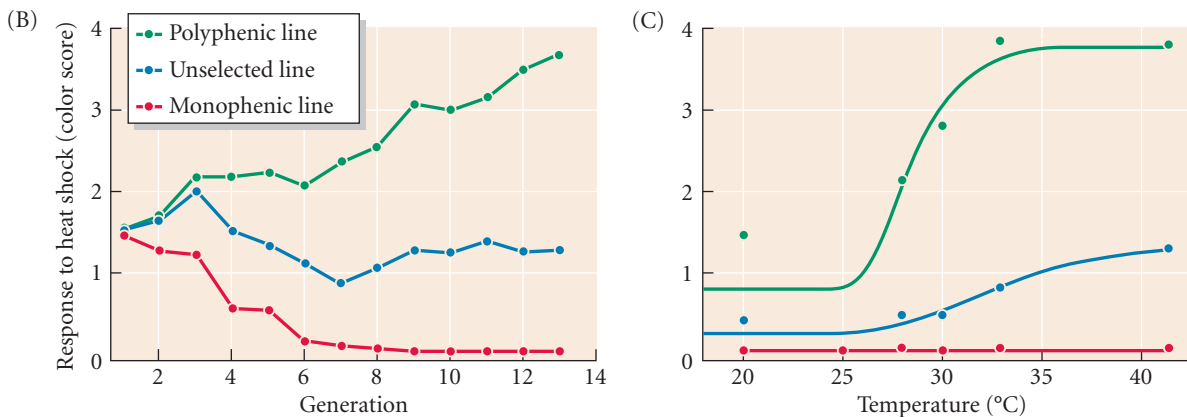 (B)
Response to heat shock (color score)
4
3
2
1
0
Polyphenic line
Unselected line
Monophenic line
2 4 6 8 10 12 14
Generation
(C)
4
3
2
1
0
20 25 30 35 40
Temperature (°C)